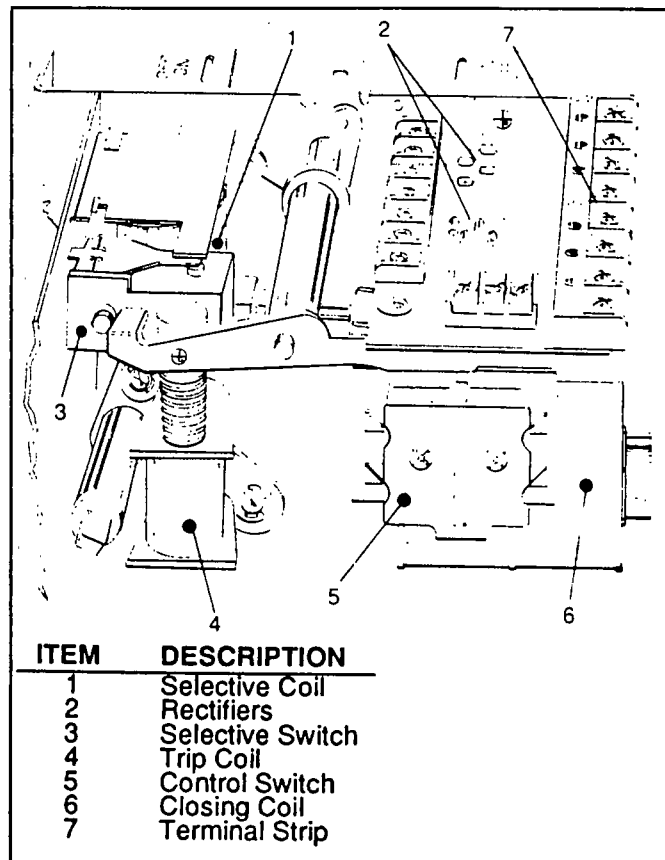 1
2
7
3
4
5
6
ITEM DESCRIPTION
1 Selective Coil
2 Rectifiers
3 Selective Switch
4 Trip Coil
5 Control Switch
6 Closing Coil
7 Terminal Strip